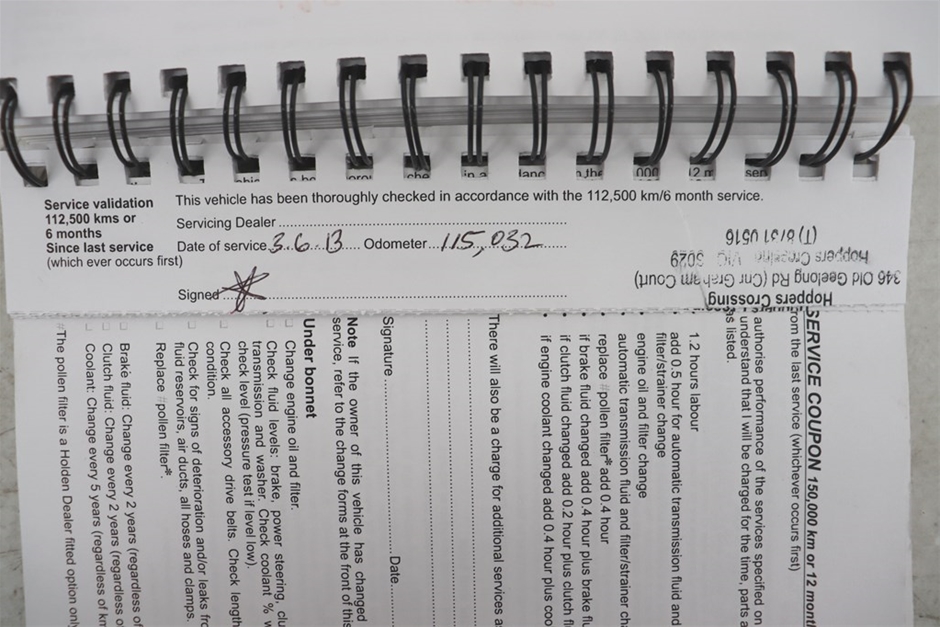 Service validation
112,500 kms or
6 months
Since last service
(which ever occurs first)
This vehicle has been thoroughly checked in accordance with the 112,500 km/6 month service.
Servicing Dealer
Date of service 3.6.13 Odometer 115,032
Signed
Hoppers Crossing
346 Old Geelong Rd (Cnr Graham Court)
Hoppers Crossing VIC 3029
(T) 8731 0516
SERVICE COUPON 150,000 km or 12 mont
from the last service (whichever occurs first)
authorise performance of the services specified on
understand that I will be charged for the time, parts a
as listed.
1.2 hours labour
add 0.5 hour for automatic transmission fluid and
filter/strainer change
engine oil and filter change
automatic transmission fluid and filter/strainer ch
replace #pollen filter* add 0.4 hour
if brake fluid changed add 0.4 hour plus brake fl
if clutch fluid changed add 0.2 hour plus clutch fl
if engine coolant changed add 0.4 hour plus coo
There will also be a charge for additional services a
Signature Date
Note If the owner of this vehicle has changed
service, refer to the change forms at the front of this
Under bonnet
Change engine oil and filter.
Check fluid levels: brake, power steering, clu
transmission and washer. Check coolant % w
check level (pressure test if level low).
Check all accessory drive belts. Check length
condition.
Check for signs of deterioration and/or leaks fro
fluid reservoirs, air ducts, all hoses and clamps.
Replace #pollen filter*.
Brake fluid: Change every 2 years (regardless of
Clutch fluid: Change every 2 years (regardless o
Coolant: Change every 5 years (regardless of km
#The pollen filter is a Holden Dealer fitted option only